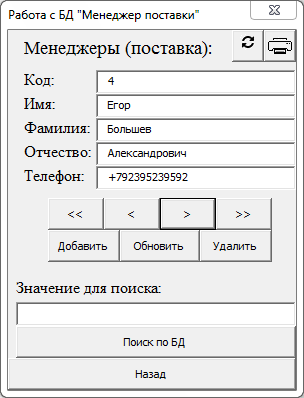 Работа с БД "Менеджер поставки"
Менеджеры (поставка):
Код: 4
Имя: Егор
Фамилия: Большев
Отчество: Александрович
Телефон: +792395239592
<< < > >>
Добавить Обновить Удалить
Значение для поиска:
Поиск по БД
Назад